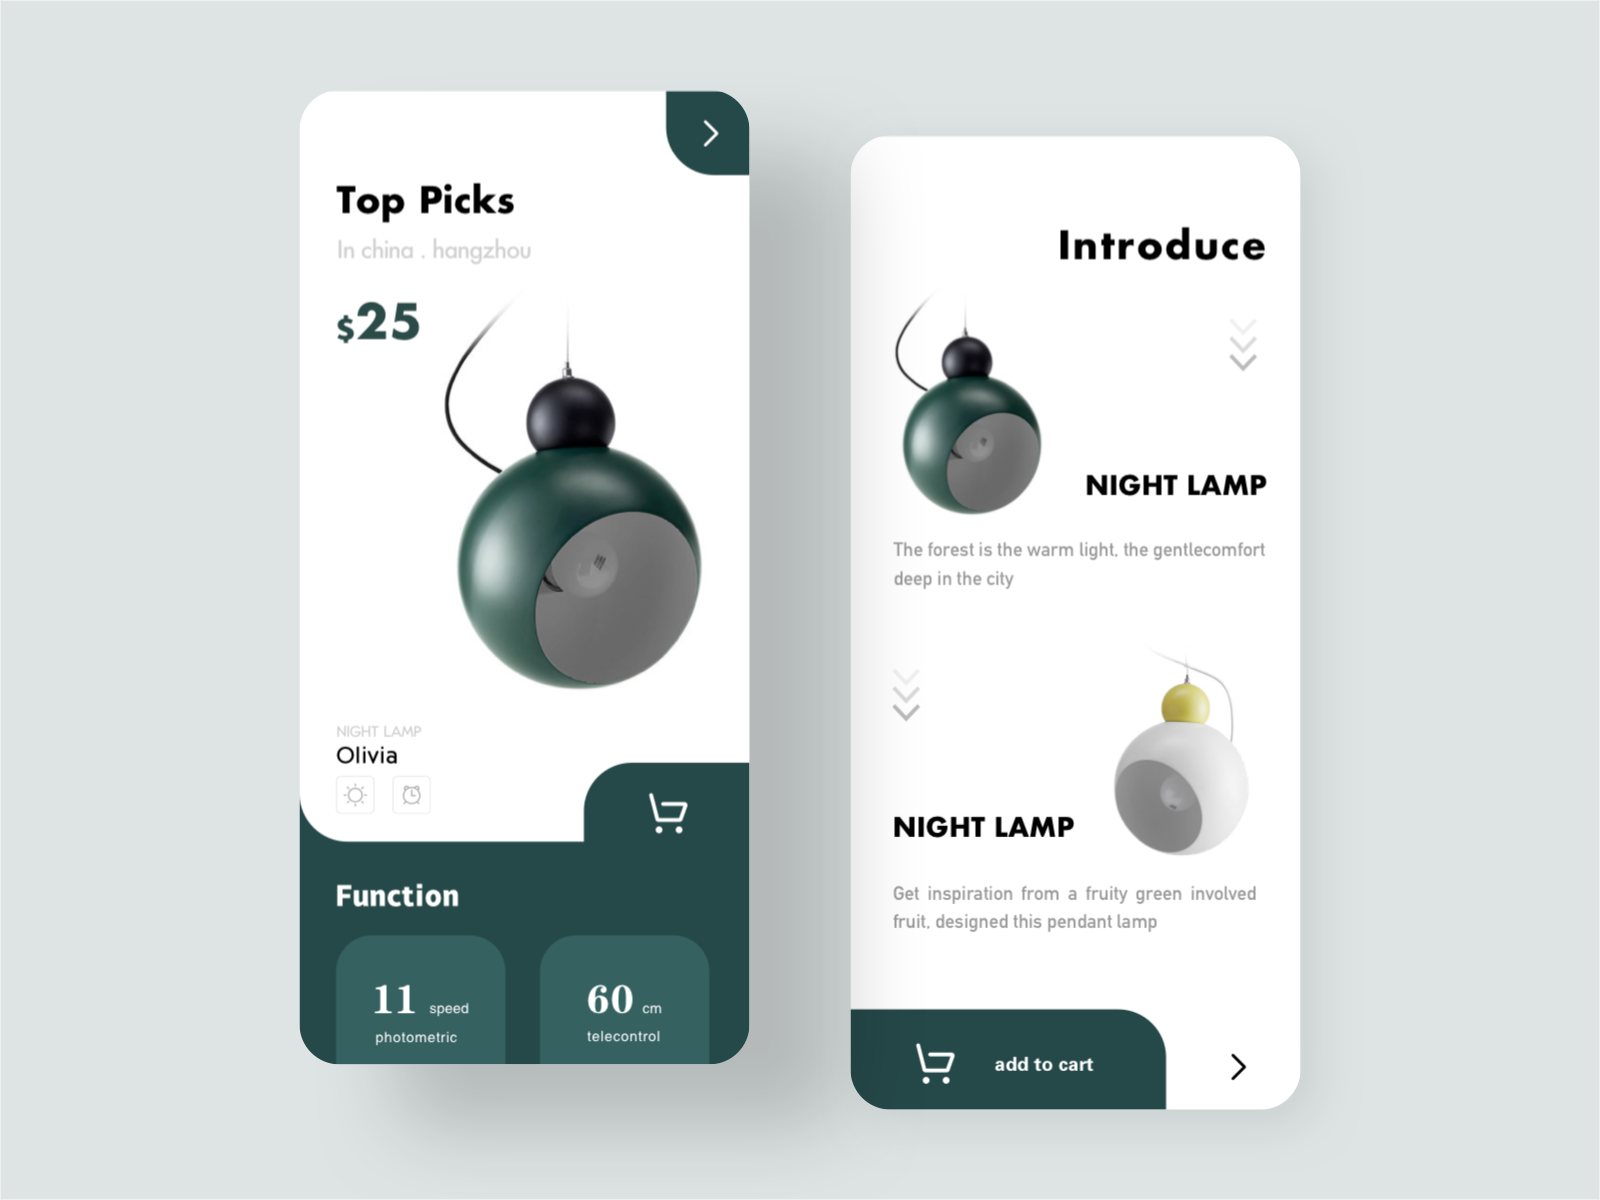 Top Picks
In china . hangzhou
$25
NIGHT LAMP
Olivia
Function
11 speed
photometric
60 cm
telecontrol
Introduce
NIGHT LAMP
The forest is the warm light, the gentlecomfort
deep in the city
NIGHT LAMP
Get inspiration from a fruity green involved
fruit, designed this pendant lamp
add to cart